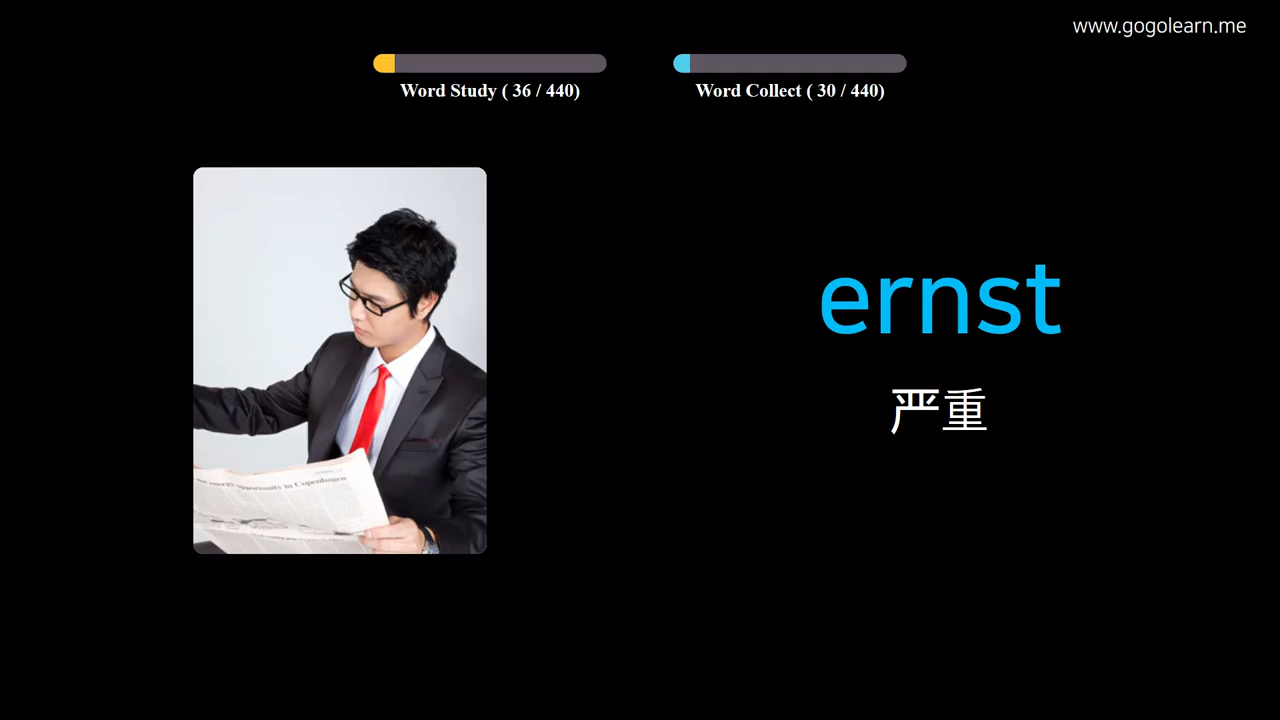 www.gogolearn.me
Word Study ( 36 / 440)
Word Collect ( 30 / 440)
ernst
严重
opportunity in Copenhagen